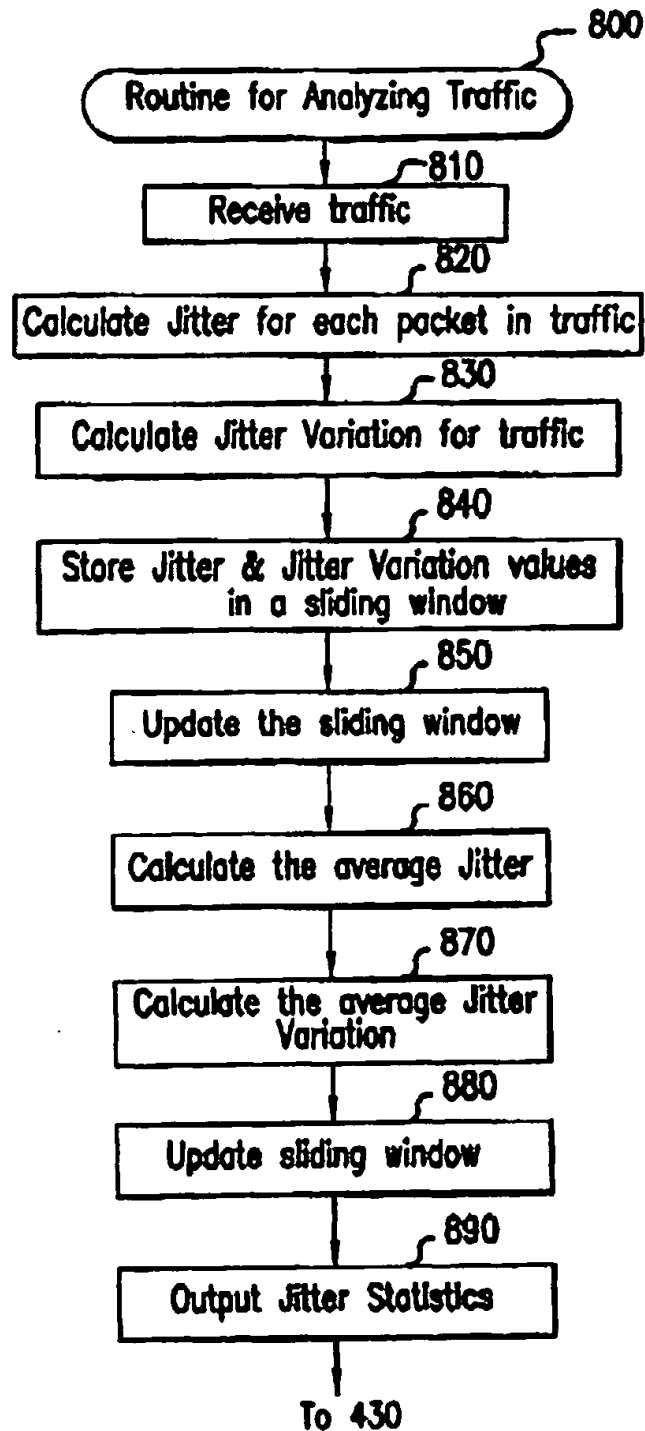 800
Routine for Analyzing Traffic
810
Receive traffic
820
Calculate Jitter for each packet in traffic
830
Calculate Jitter Variation for traffic
840
Store Jitter & Jitter Variation values
in a sliding window
850
Update the sliding window
860
Calculate the average Jitter
870
Calculate the average Jitter
Variation
880
Update sliding window
890
Output Jitter Statistics
To 430